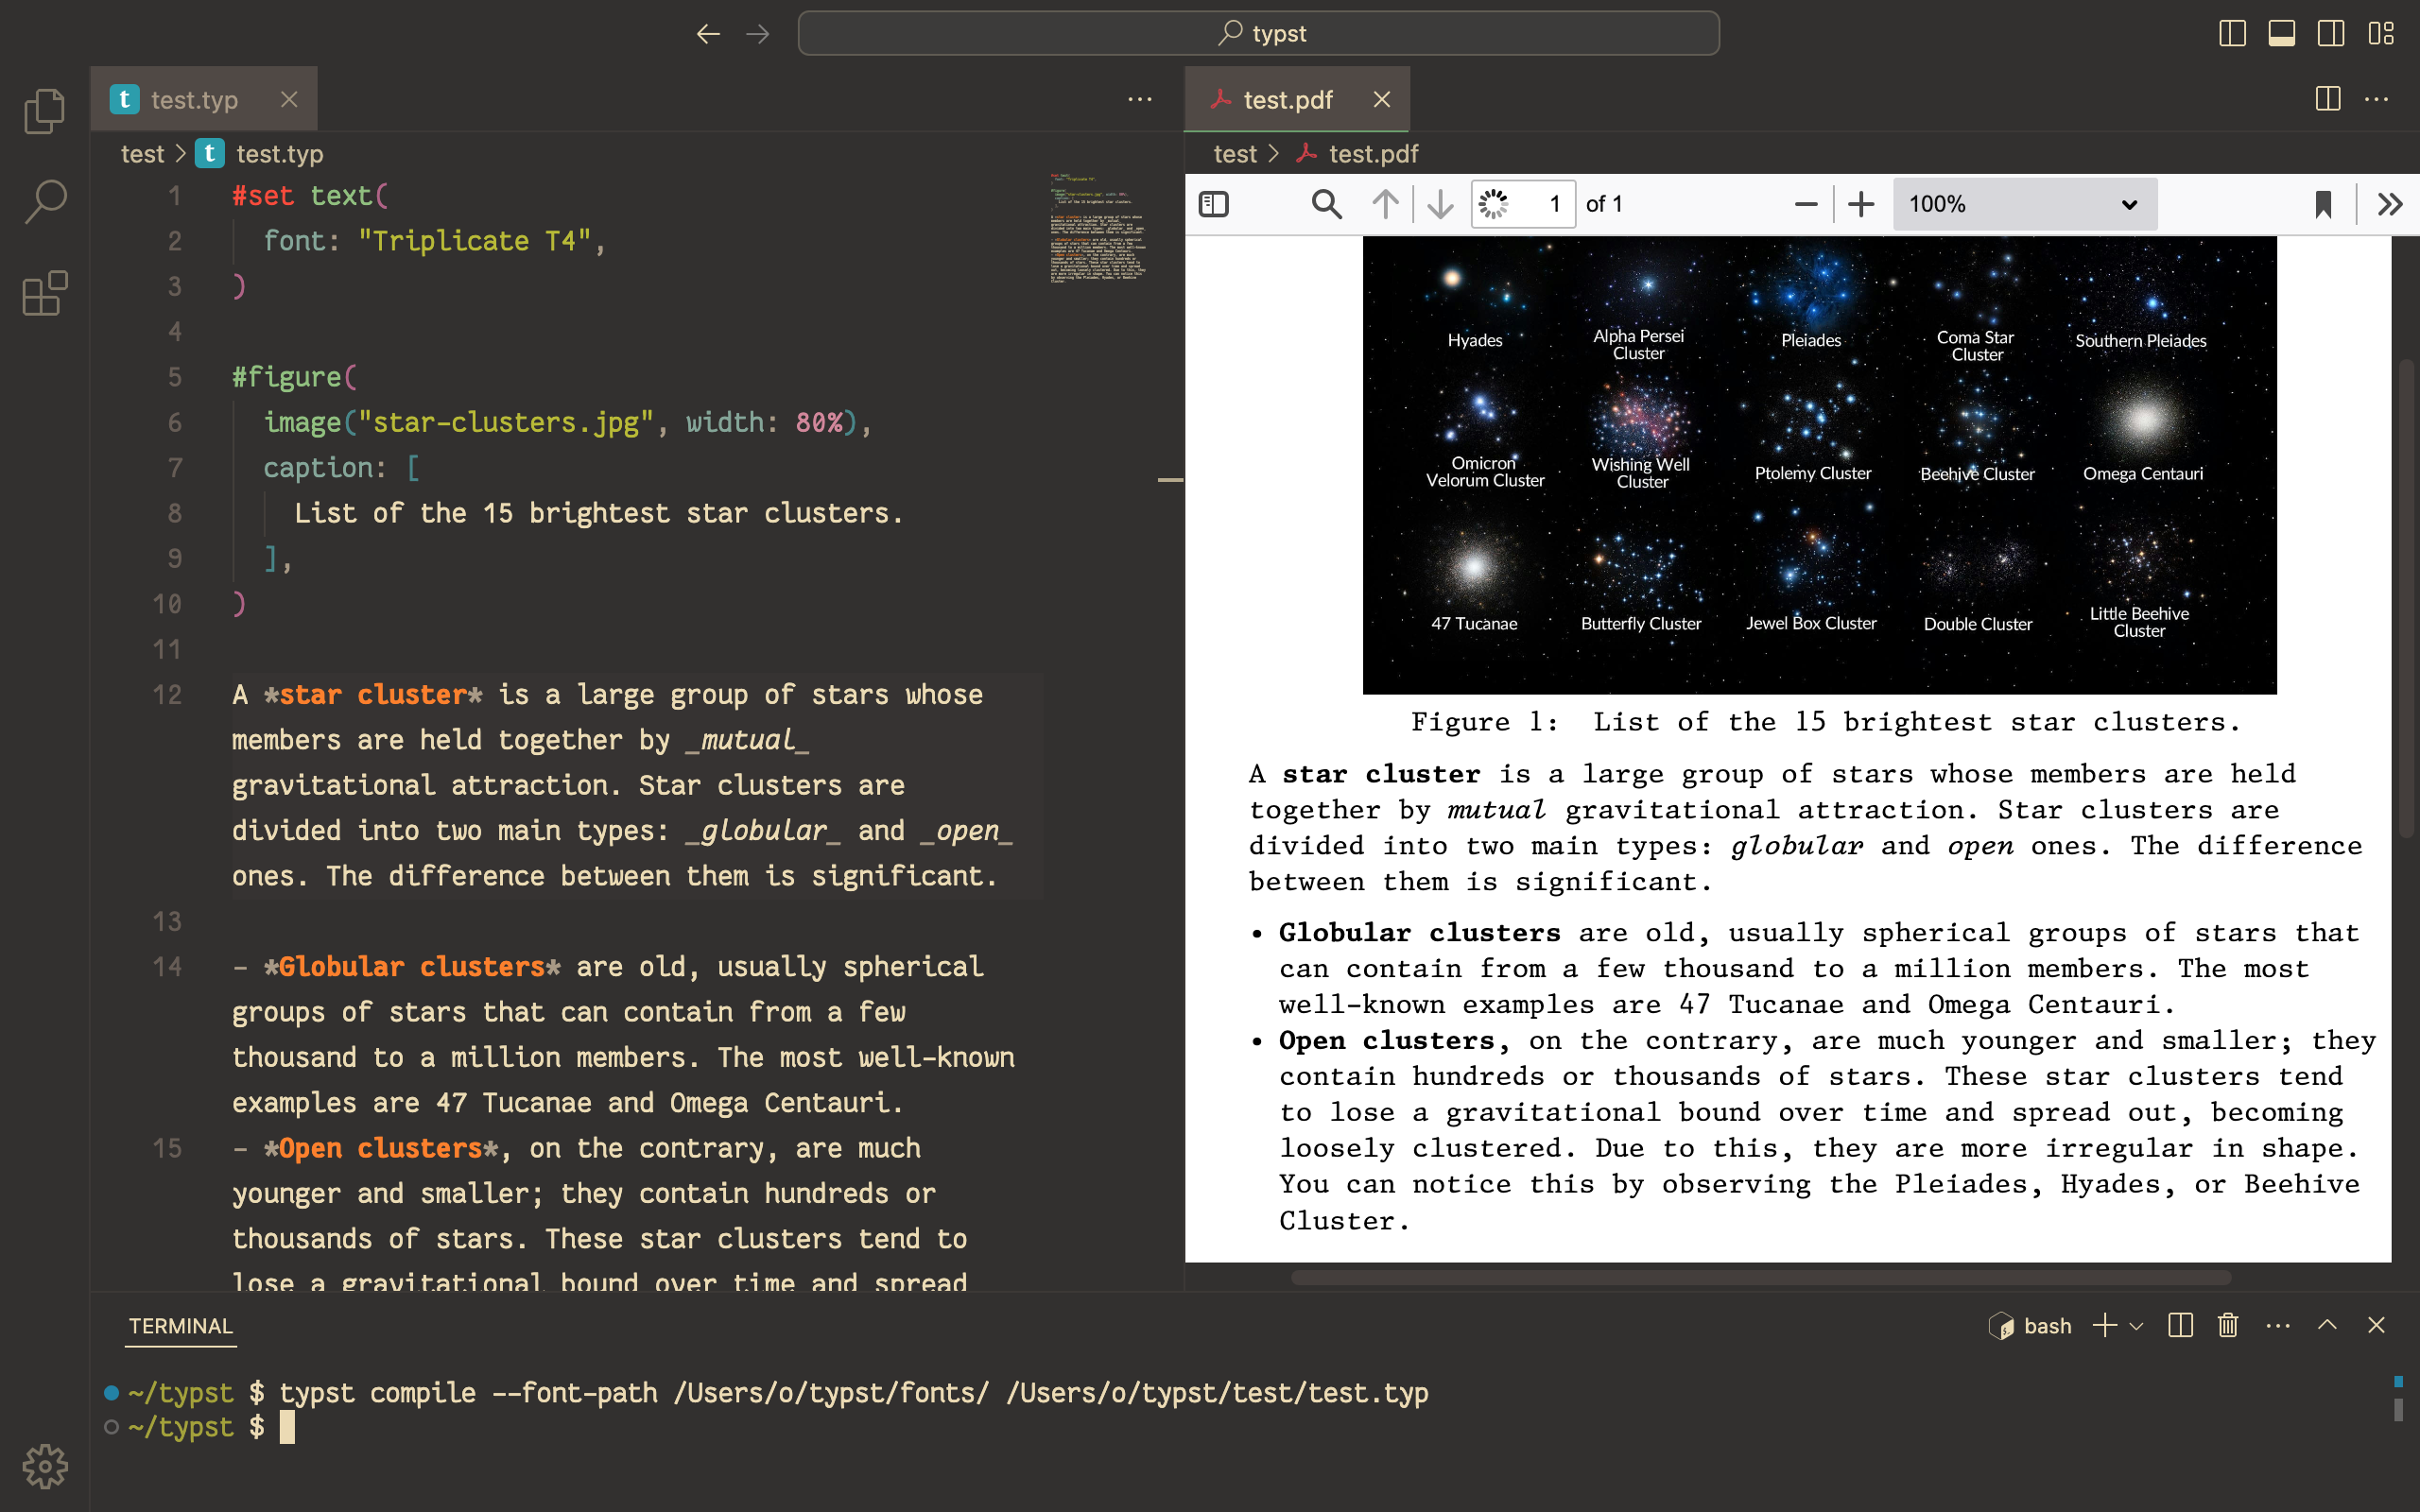 typst
test.typ
test > test.typ
1 #set text(
2 font: "Triplicate T4",
3 )
4
5 #figure(
6 image("star-clusters.jpg", width: 80%),
7 caption: [
8 List of the 15 brightest star clusters.
9 ],
10 )
11
12 A *star cluster* is a large group of stars whose
members are held together by _mutual_
gravitational attraction. Star clusters are
divided into two main types: _globular_ and _open_
ones. The difference between them is significant.
13
14 - *Globular clusters* are old, usually spherical
groups of stars that can contain from a few
thousand to a million members. The most well-known
examples are 47 Tucanae and Omega Centauri.
15 - *Open clusters*, on the contrary, are much
younger and smaller; they contain hundreds or
thousands of stars. These star clusters tend to
lose a gravitational bound over time and spread
test.pdf
test > test.pdf
1 of 1
100%
Hyades
Alpha Persei
Cluster
Pleiades
Coma Star
Cluster
Southern Pleiades
Omicron
Velorum Cluster
Wishing Well
Cluster
Ptolemy Cluster
Beehive Cluster
Omega Centauri
47 Tucanae
Butterfly Cluster
Jewel Box Cluster
Double Cluster
Little Beehive
Cluster
Figure 1: List of the 15 brightest star clusters.
A star cluster is a large group of stars whose members are held
together by mutual gravitational attraction. Star clusters are
divided into two main types: globular and open ones. The difference
between them is significant.
• Globular clusters are old, usually spherical groups of stars that
can contain from a few thousand to a million members. The most
well-known examples are 47 Tucanae and Omega Centauri.
• Open clusters, on the contrary, are much younger and smaller; they
contain hundreds or thousands of stars. These star clusters tend
to lose a gravitational bound over time and spread out, becoming
loosely clustered. Due to this, they are more irregular in shape.
You can notice this by observing the Pleiades, Hyades, or Beehive
Cluster.
TERMINAL
bash
~/typst $ typst compile --font-path /Users/o/typst/fonts/ /Users/o/typst/test/test.typ
~/typst $